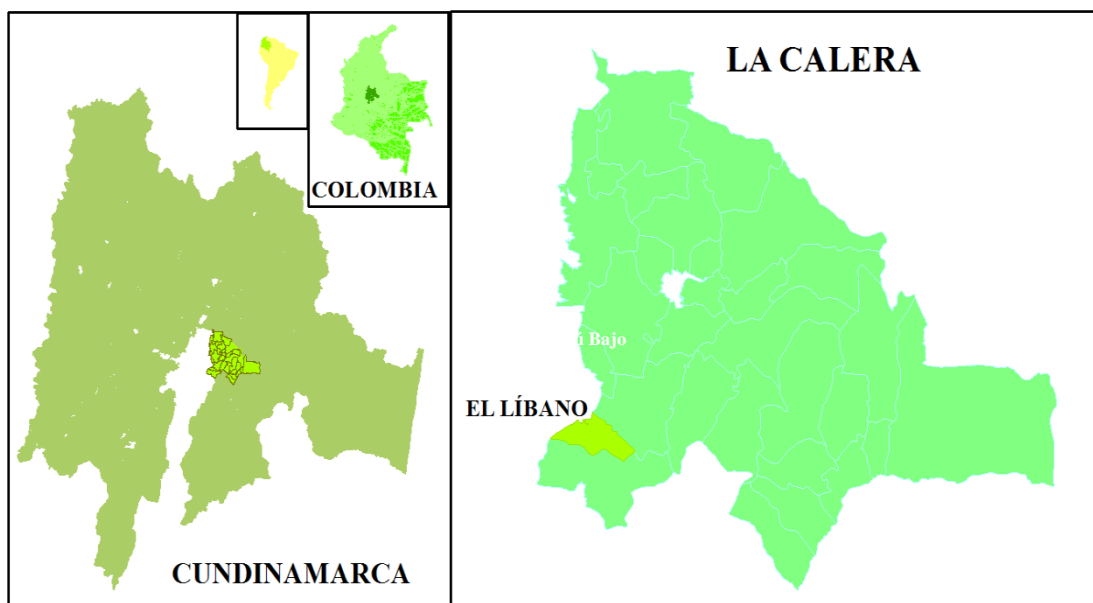 COLOMBIA
CUNDINAMARCA
LA CALERA
ú Bajo
EL LÍBANO